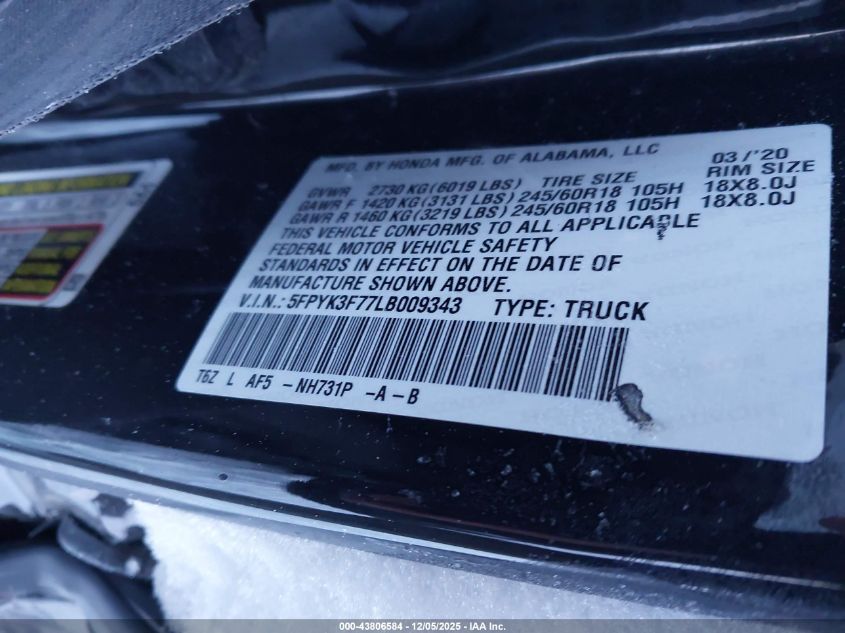 MFD. BY HONDA MFG. OF ALABAMA, LLC 03/'20
GVWR 2730 KG (6019 LBS) TIRE SIZE RIM SIZE
GAWR F 1420 KG (3131 LBS) 245/60R18 105H 18X8.0J
GAWR R 1460 KG (3219 LBS) 245/60R18 105H 18X8.0J
THIS VEHICLE CONFORMS TO ALL APPLICABLE
FEDERAL MOTOR VEHICLE SAFETY
STANDARDS IN EFFECT ON THE DATE OF
MANUFACTURE SHOWN ABOVE.
V.I.N.: 5FPYK3F77LB009343 TYPE: TRUCK
T6Z L AF5 -NH731P -A-B
000-43806584 - 12/05/2025 - IAA Inc.